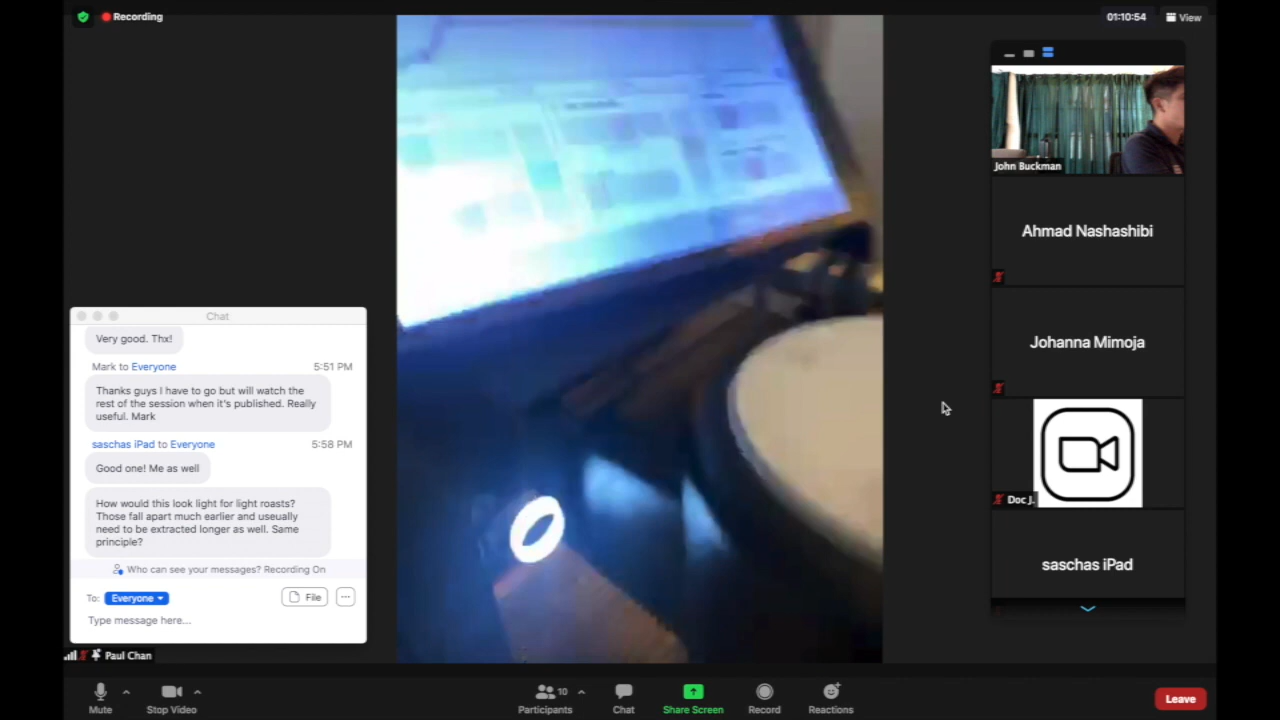 Recording
01:10:54
View
John Buckman
Ahmad Nashashibi
Johanna Mimoja
Doc J.
saschas iPad
Chat
Very good. Thx!
Mark to Everyone
5:51 PM
Thanks guys I have to go but will watch the
rest of the session when it's published. Really
useful. Mark
saschas iPad to Everyone
5:58 PM
Good one! Me as well
How would this look light for light roasts?
Those fall apart much earlier and useually
need to be extracted longer as well. Same
principle?
Who can see your messages? Recording On
To: Everyone
File
Type message here...
Paul Chan
Mute
Stop Video
10
Participants
Chat
Share Screen
Record
Reactions
Leave